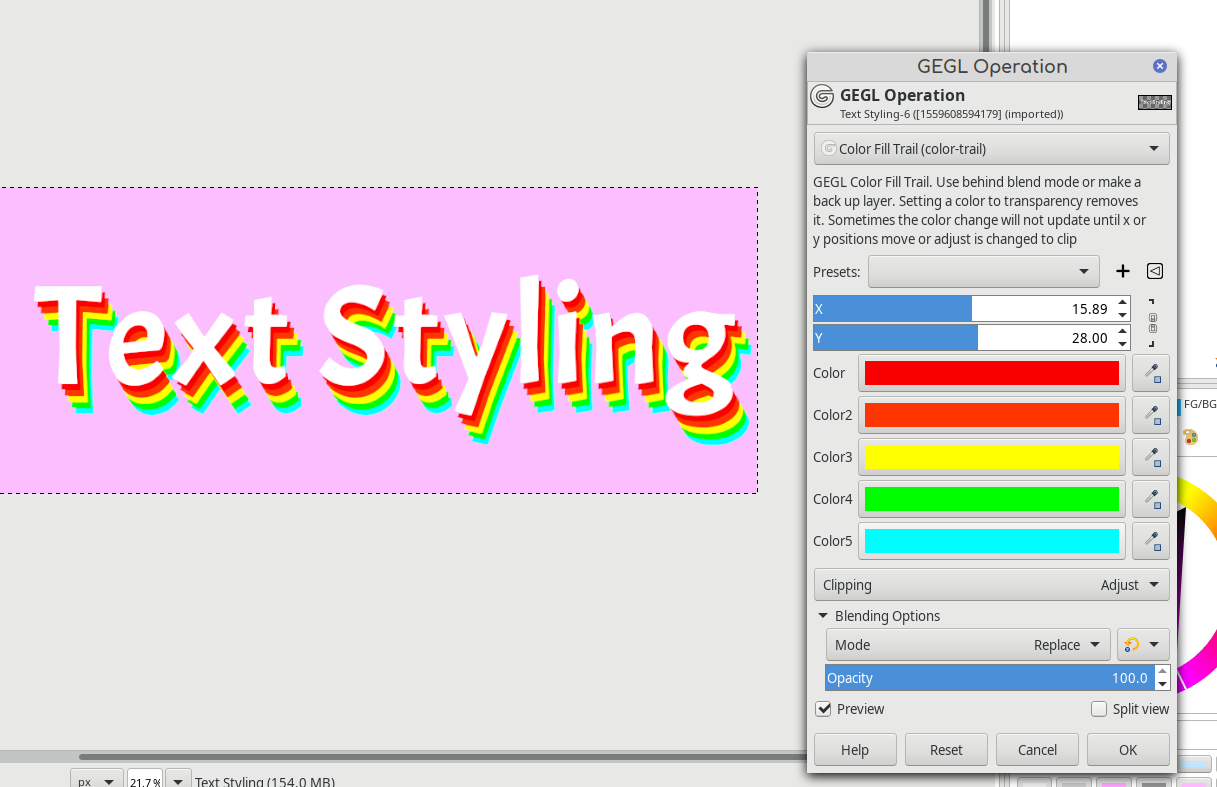 GEGL Operation
GEGL Operation
Text Styling-6 ([1559608594179] (imported))
Color Fill Trail (color-trail)
GEGL Color Fill Trail. Use behind blend mode or make a
back up layer. Setting a color to transparency removes
it. Sometimes the color change will not update until x or
y positions move or adjust is changed to clip
Presets:
X 15.89
Y 28.00
Color
Color2
Color3
Color4
Color5
Clipping Adjust
Blending Options
Mode Replace
Opacity 100.0
Preview Split view
Help Reset Cancel OK
Text Styling
FG/BG
px 21.7 % Text Styling (154.0 MB)